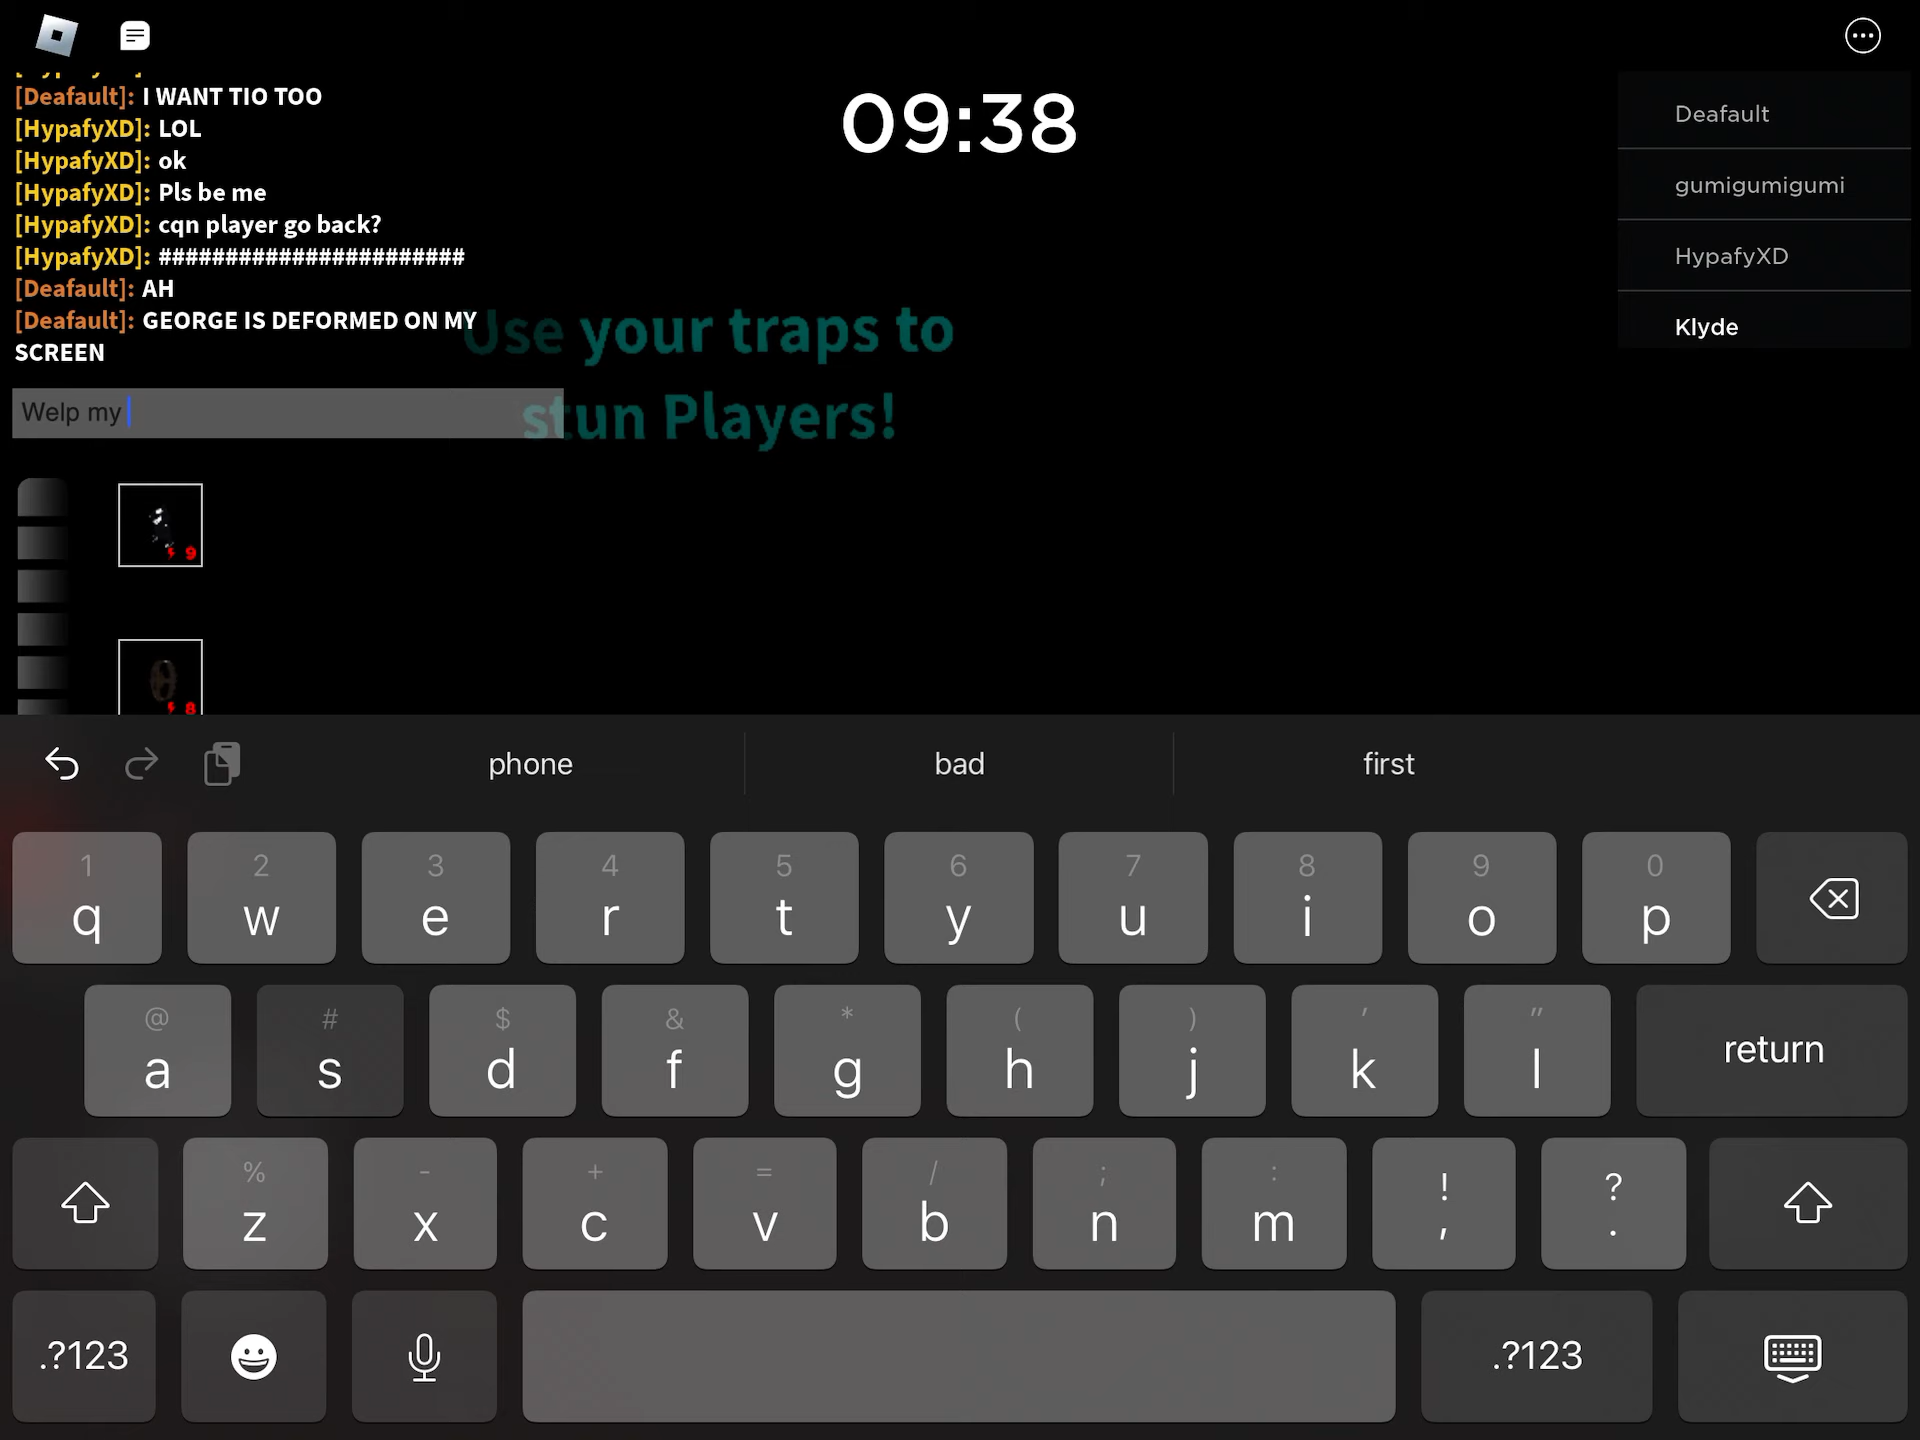 [Deafault]: I WANT TIO TOO
[HypafyXD]: LOL
[HypafyXD]: ok
[HypafyXD]: Pls be me
[HypafyXD]: cqn player go back?
[HypafyXD]: #######################
[Deafault]: AH
[Deafault]: GEORGE IS DEFORMED ON MY
SCREEN
Welp my
09:38
Use your traps to
stun Players!
Deafault
gumigumigumi
HypafyXD
Klyde
9
8
phone bad first
1 2 3 4 5 6 7 8 9 0
q w e r t y u i o p
@ # $ & * ( ) ' "
a s d f g h j k l return
% - + = / ; : ! ?
z x c v b n m , .
.?123 .?123